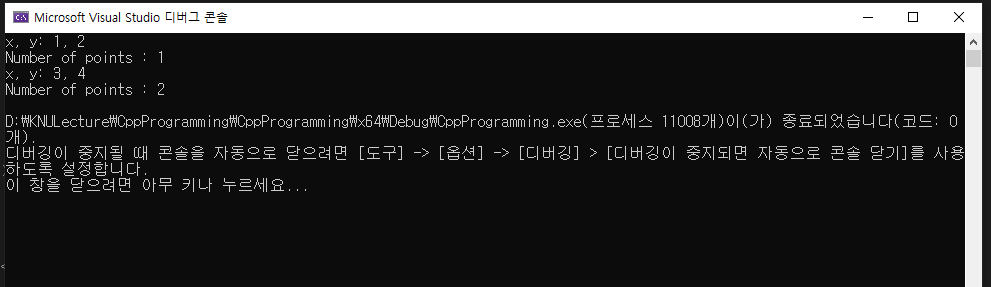 Microsoft Visual Studio 디버그 콘솔
x, y: 1, 2
Number of points : 1
x, y: 3, 4
Number of points : 2
D:₩KNULecture₩CppProgramming₩CppProgramming₩x64₩Debug₩CppProgramming.exe(프로세스 11008개)이(가) 종료되었습니다(코드: 0
개).
디버깅이 중지될 때 콘솔을 자동으로 닫으려면 [도구] -> [옵션] -> [디버깅] > [디버깅이 중지되면 자동으로 콘솔 닫기]를 사용
하도록 설정합니다.
이 창을 닫으려면 아무 키나 누르세요...